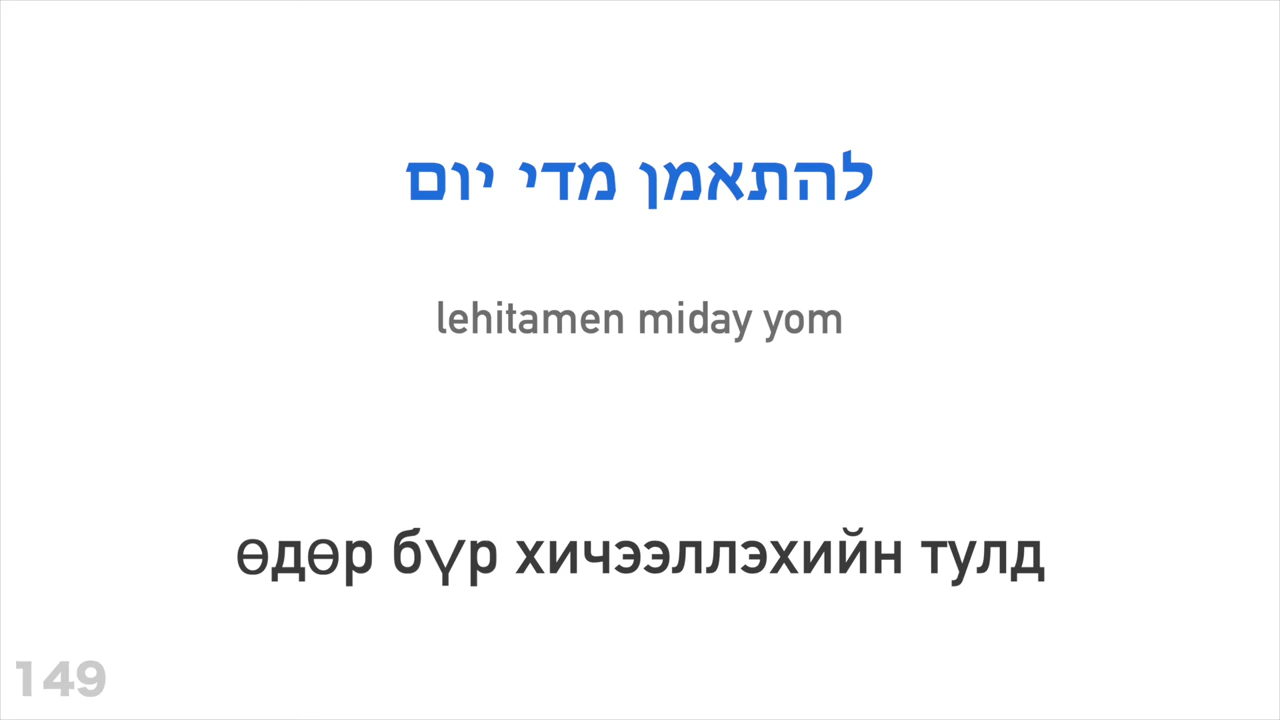 להתאמן מדי יום
lehitamen miday yom
өдөр бүр хичээллэхийн тулд
149